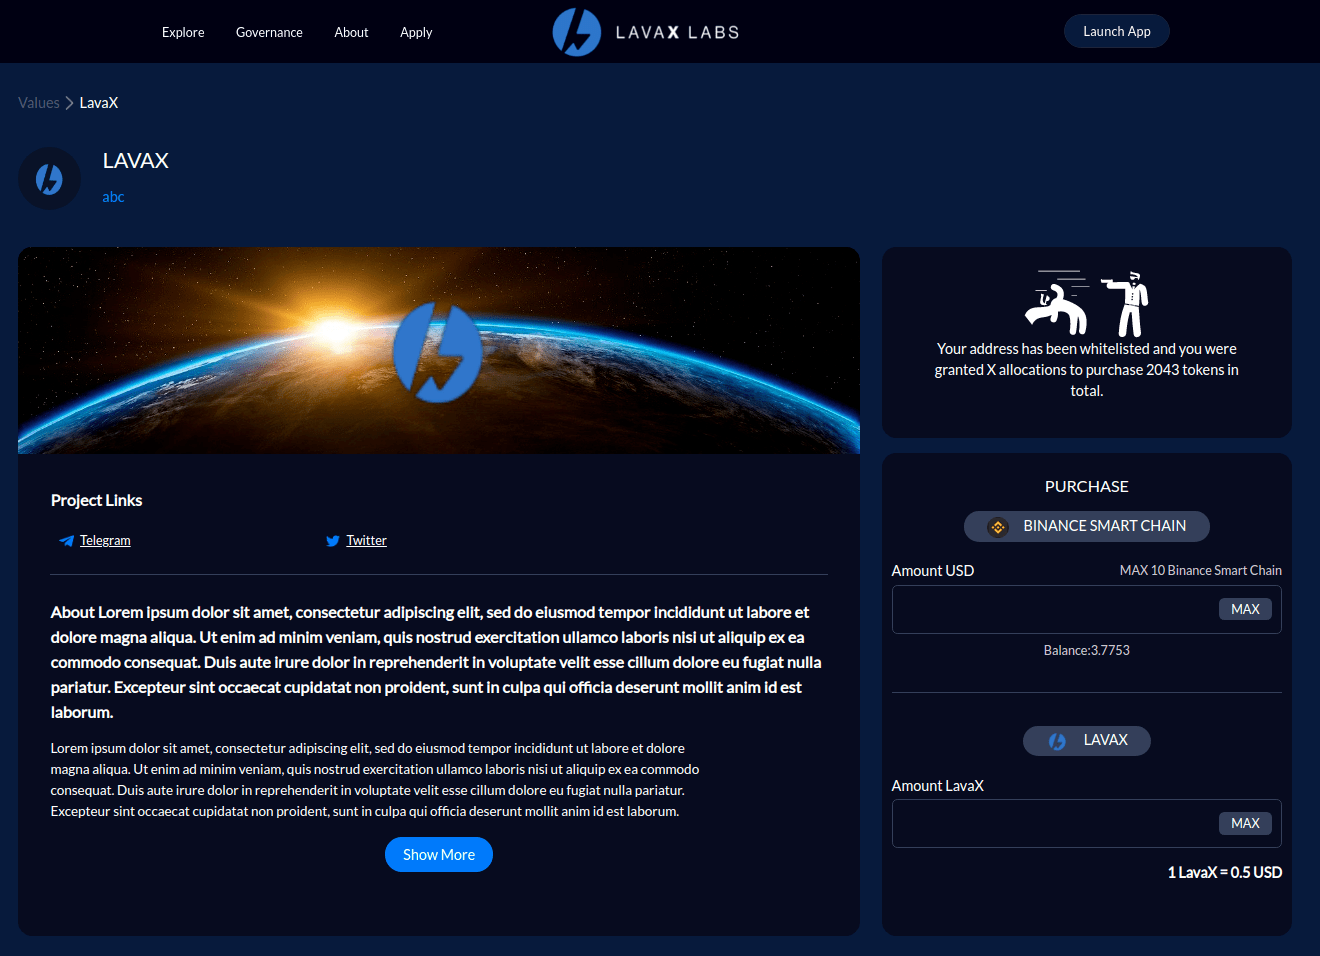 Explore
Governance
About
Apply
LAVAX LABS
Launch App
Values
LavaX
LAVAX
abc
Project Links
Telegram
Twitter
About Lorem ipsum dolor sit amet, consectetur adipiscing elit, sed do eiusmod tempor incididunt ut labore et
dolore magna aliqua. Ut enim ad minim veniam, quis nostrud exercitation ullamco laboris nisi ut aliquip ex ea
commodo consequat. Duis aute irure dolor in reprehenderit in voluptate velit esse cillum dolore eu fugiat nulla
pariatur. Excepteur sint occaecat cupidatat non proident, sunt in culpa qui officia deserunt mollit anim id est
laborum.
Lorem ipsum dolor sit amet, consectetur adipiscing elit, sed do eiusmod tempor incididunt ut labore et dolore
magna aliqua. Ut enim ad minim veniam, quis nostrud exercitation ullamco laboris nisi ut aliquip ex ea commodo
consequat. Duis aute irure dolor in reprehenderit in voluptate velit esse cillum dolore eu fugiat nulla pariatur.
Excepteur sint occaecat cupidatat non proident, sunt in culpa qui officia deserunt mollit anim id est laborum.
Show More
Your address has been whitelisted and you were
granted X allocations to purchase 2043 tokens in
total.
PURCHASE
BINANCE SMART CHAIN
Amount USD
MAX 10 Binance Smart Chain
MAX
Balance:3.7753
LAVAX
Amount LavaX
MAX
1 LavaX = 0.5 USD